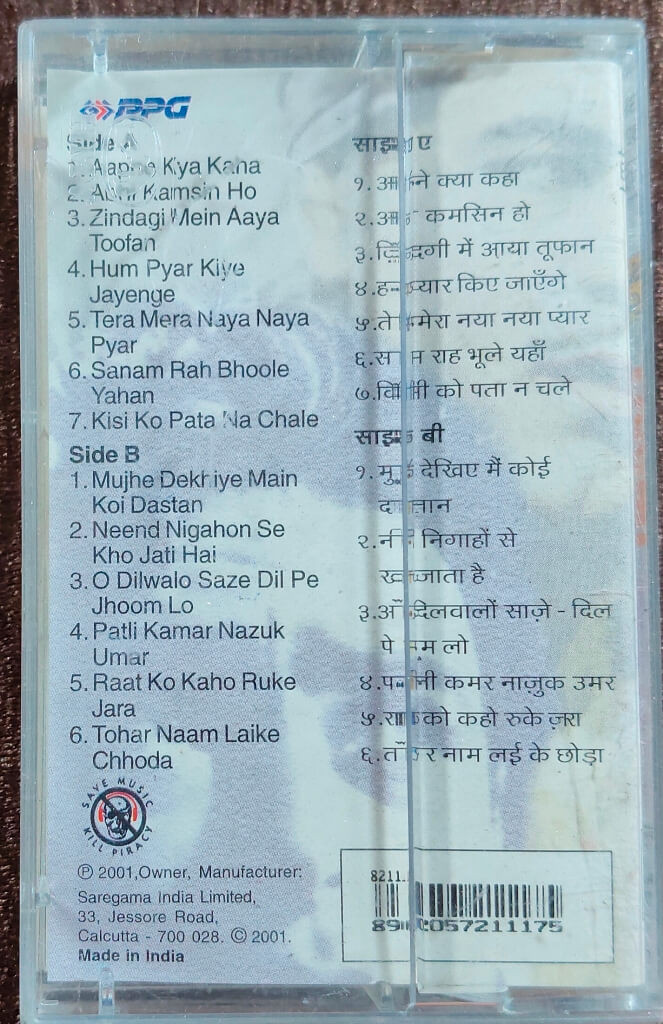 RPG
Side A
1. Aapne Kya Kaha
2. Abhi Kamsin Ho
3. Zindagi Mein Aaya
Toofan
4. Hum Pyar Kiye
Jayenge
5. Tera Mera Naya Naya
Pyar
6. Sanam Rah Bhoole
Yahan
7. Kisi Ko Pata Na Chale
Side B
1. Mujhe Dekhiye Main
Koi Dastan
2. Neend Nigahon Se
Kho Jati Hai
3. O Dilwalo Saze Dil Pe
Jhoom Lo
4. Patli Kamar Nazuk
Umar
5. Raat Ko Kaho Ruke
Jara
6. Tohar Naam Laike
Chhoda
साइड ए
१. आपने क्या कहा
२. कमसिन हो
३. में आया तूफान
४. प्यार किए जाएँगे
५. मेरा नया नया प्यार
६. राह भूले यहाँ
७. को पता न चले
साइड बी
१. देखिए मैं कोई
दास्तान
२. निगाहों से
जाता है
३. दिलवालों साज़े - दिल
पे लो
४. कमर नाज़ुक उमर
५. को कहो रुके ज़रा
६. नाम लई के छोड़ा
SAVE MUSIC
KILL PIRACY
℗ 2001,Owner, Manufacturer:
Saregama India Limited,
33, Jessore Road,
Calcutta - 700 028. © 2001.
Made in India
8211